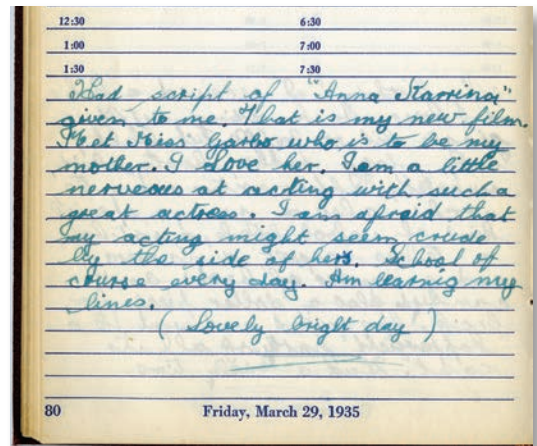 12:30 6:30
1:00 7:00
1:30 7:30
Had script of "Anna Karrina"
given to me. That is my new film.
Met Miss Garbo who is to be my
mother. I Love her. I am a little
nerveous at acting with such a
great actress. I am afraid that
my acting might seem crude
by the side of hers. School of
course every day. Am learnig my
lines.
( Lovely bright day )
80 Friday, March 29, 1935